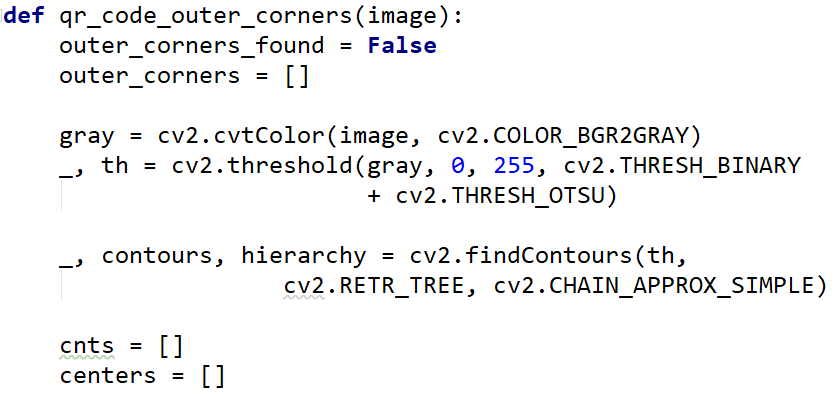 def qr_code_outer_corners(image):
    outer_corners_found = False
    outer_corners = []

    gray = cv2.cvtColor(image, cv2.COLOR_BGR2GRAY)
    _, th = cv2.threshold(gray, 0, 255, cv2.THRESH_BINARY
                          + cv2.THRESH_OTSU)

    _, contours, hierarchy = cv2.findContours(th,
                    cv2.RETR_TREE, cv2.CHAIN_APPROX_SIMPLE)

    cnts = []
    centers = []